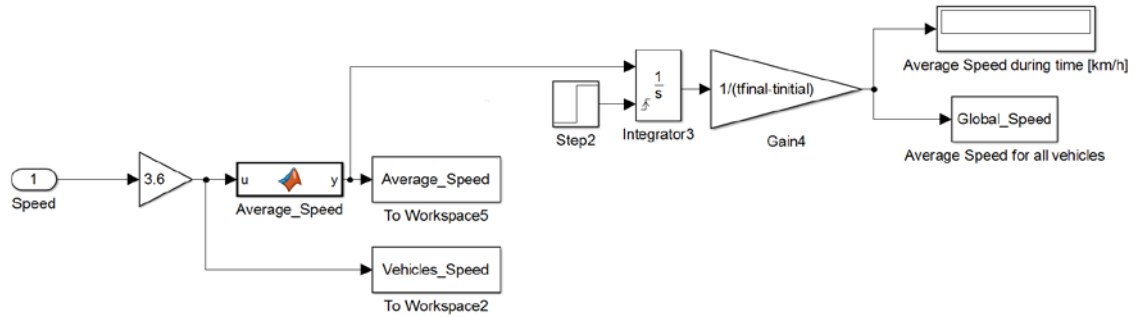 Average Speed during time [km/h]
1
s
1/(tfinal-tinitial)
Step2
Integrator3
Gain4
Global_Speed
Average Speed for all vehicles
1
Speed
3.6
u
y
Average_Speed
Average_Speed
To Workspace5
Vehicles_Speed
To Workspace2